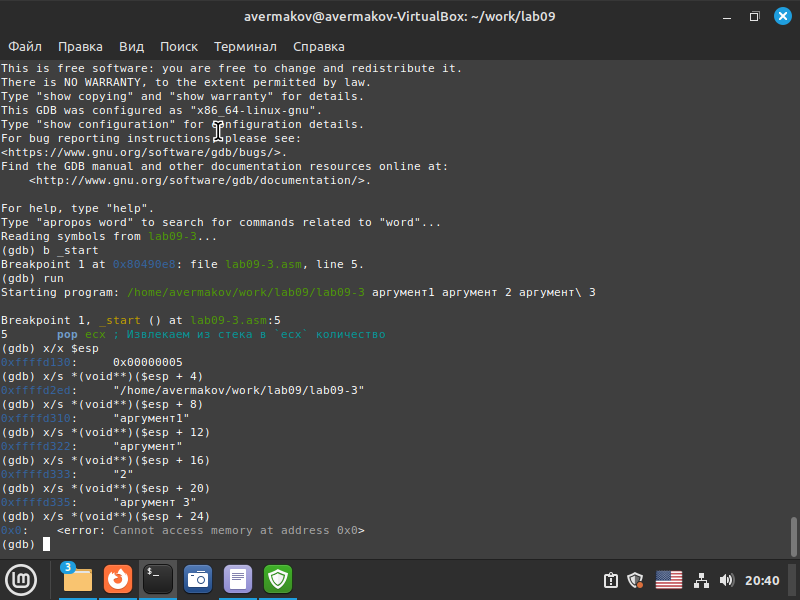 avermakov@avermakov-VirtualBox: ~/work/lab09
Файл Правка Вид Поиск Терминал Справка
This is free software: you are free to change and redistribute it.
There is NO WARRANTY, to the extent permitted by law.
Type "show copying" and "show warranty" for details.
This GDB was configured as "x86_64-linux-gnu".
Type "show configuration" for configuration details.
For bug reporting instructions, please see:
<https://www.gnu.org/software/gdb/bugs/>.
Find the GDB manual and other documentation resources online at:
    <http://www.gnu.org/software/gdb/documentation/>.
For help, type "help".
Type "apropos word" to search for commands related to "word"...
Reading symbols from lab09-3...
(gdb) b _start
Breakpoint 1 at 0x80490e8: file lab09-3.asm, line 5.
(gdb) run
Starting program: /home/avermakov/work/lab09/lab09-3 аргумент1 аргумент 2 аргумент\ 3
Breakpoint 1, _start () at lab09-3.asm:5
5       pop ecx ; Извлекаем из стека в `ecx` количество
(gdb) x/x $esp
0xffffd130:     0x00000005
(gdb) x/s *(void**)($esp + 4)
0xffffd2ed:     "/home/avermakov/work/lab09/lab09-3"
(gdb) x/s *(void**)($esp + 8)
0xffffd310:     "аргумент1"
(gdb) x/s *(void**)($esp + 12)
0xffffd322:     "аргумент"
(gdb) x/s *(void**)($esp + 16)
0xffffd333:     "2"
(gdb) x/s *(void**)($esp + 20)
0xffffd335:     "аргумент 3"
(gdb) x/s *(void**)($esp + 24)
0x0:    <error: Cannot access memory at address 0x0>
(gdb)
3
20:40